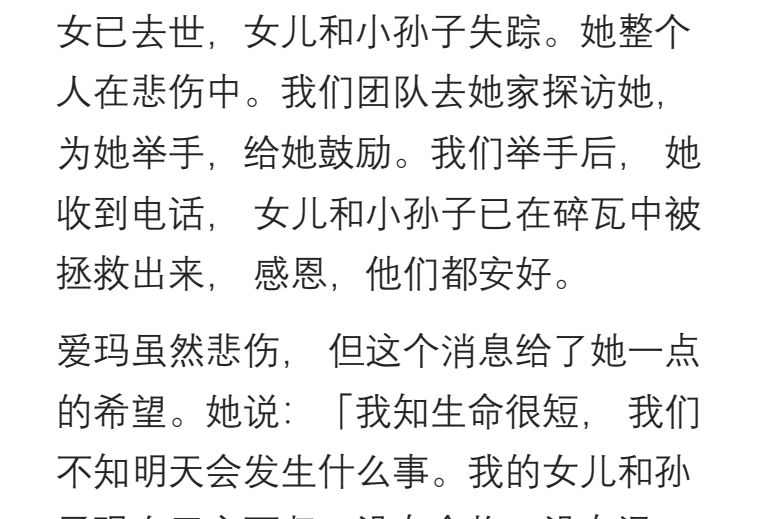 女已去世，女儿和小孙子失踪。她整个
人在悲伤中。我们团队去她家探访她，
为她举手，给她鼓励。我们举手后， 她
收到电话， 女儿和小孙子已在碎瓦中被
拯救出来， 感恩，他们都安好。
爱玛虽然悲伤， 但这个消息给了她一点
的希望。她说：「我知生命很短， 我们
不知明天会发生什么事。我的女儿和孙